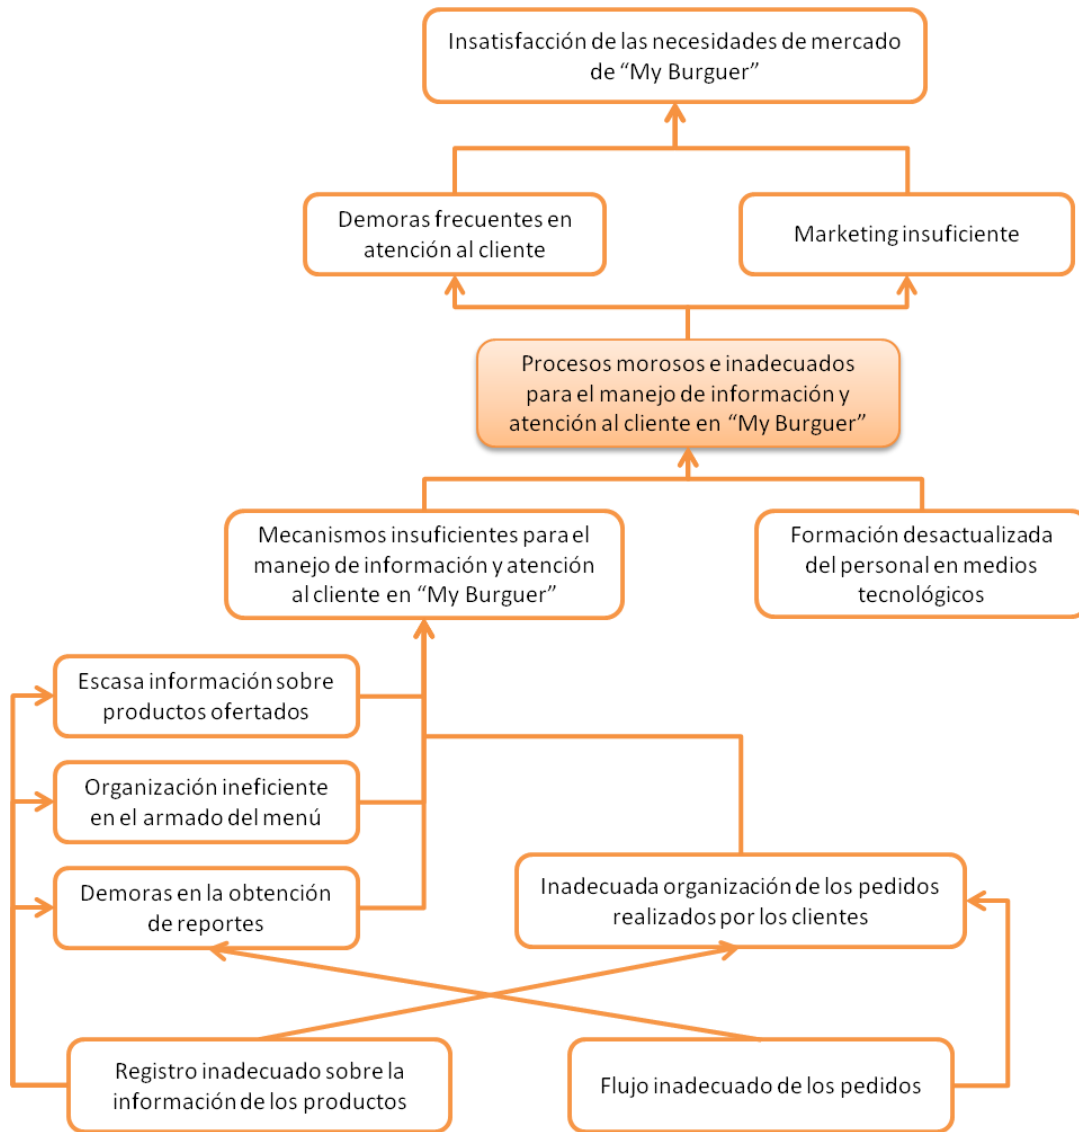 Insatisfacción de las necesidades de mercado
de “My Burguer”
Demoras frecuentes en
atención al cliente
Marketing insuficiente
Procesos morosos e inadecuados
para el manejo de información y
atención al cliente en “My Burguer”
Mecanismos insuficientes para el
manejo de información y atención
al cliente en “My Burguer”
Formación desactualizada
del personal en medios
tecnológicos
Escasa información sobre
productos ofertados
Organización ineficiente
en el armado del menú
Demoras en la obtención
de reportes
Inadecuada organización de los pedidos
realizados por los clientes
Registro inadecuado sobre la
información de los productos
Flujo inadecuado de los pedidos